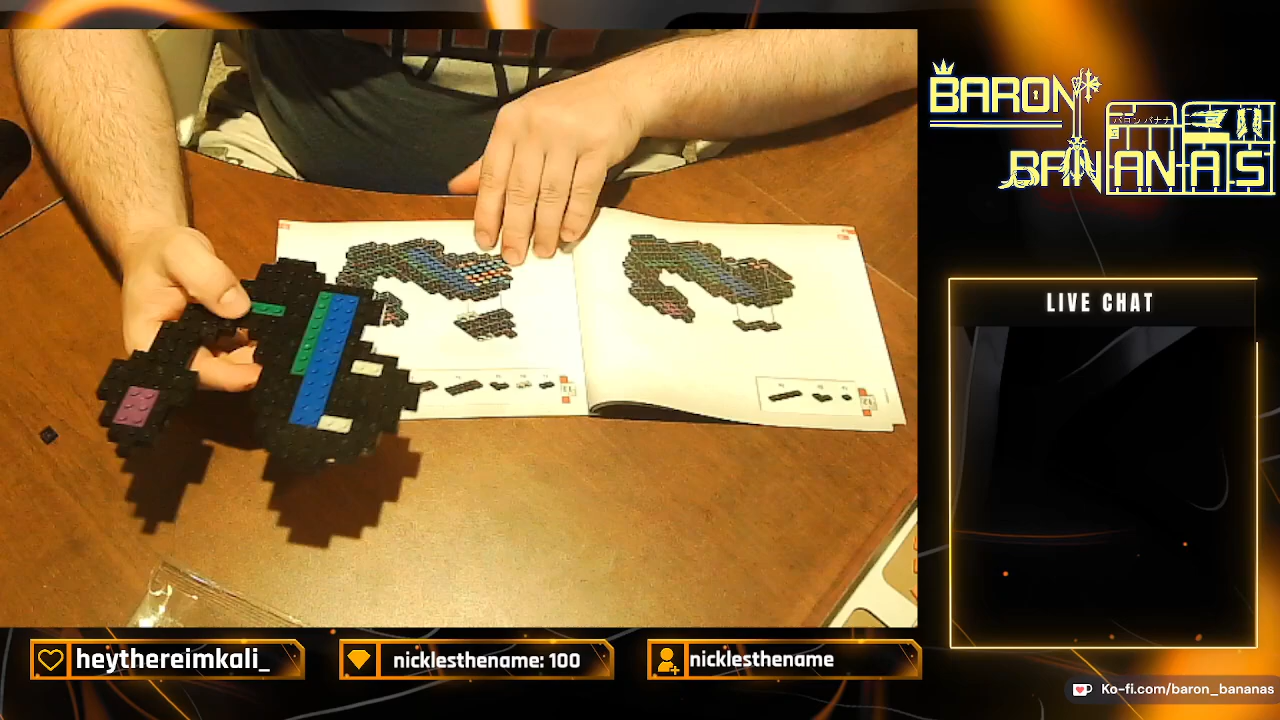 BARON
バロンバナナ
BANANAS
LIVE CHAT
heythereimkali_
nicklesthename: 100
nicklesthename
Ko-fi.com/baron_bananas